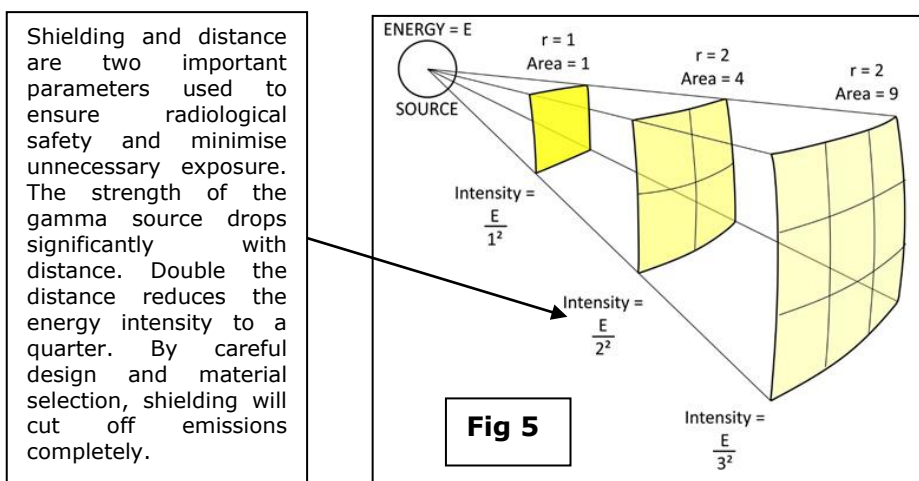 Shielding and distance
are two important
parameters used to
ensure radiological
safety and minimise
unnecessary exposure.
The strength of the
gamma source drops
significantly with
distance. Double the
distance reduces the
energy intensity to a
quarter. By careful
design and material
selection, shielding will
cut off emissions
completely.
ENERGY = E
SOURCE
r = 1
Area = 1
r = 2
Area = 4
r = 2
Area = 9
Intensity =
E
1²
Intensity =
E
2²
Intensity =
E
3²
Fig 5